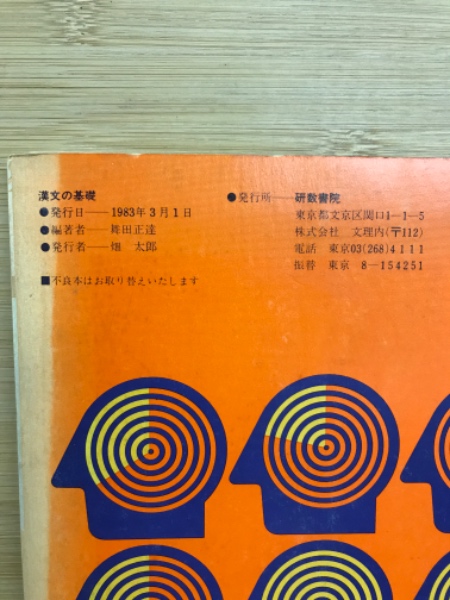 漢文の基礎
●発行日——1983年3月1日
●編著者——舞田正達
●発行者——畑 太郎
■不良本はお取り替えいたします
●発行所——研数書院
東京都文京区関口1−1−5
株式会社 文理内(〒112)
電話 東京03(268)4111
振替 東京 8−154251